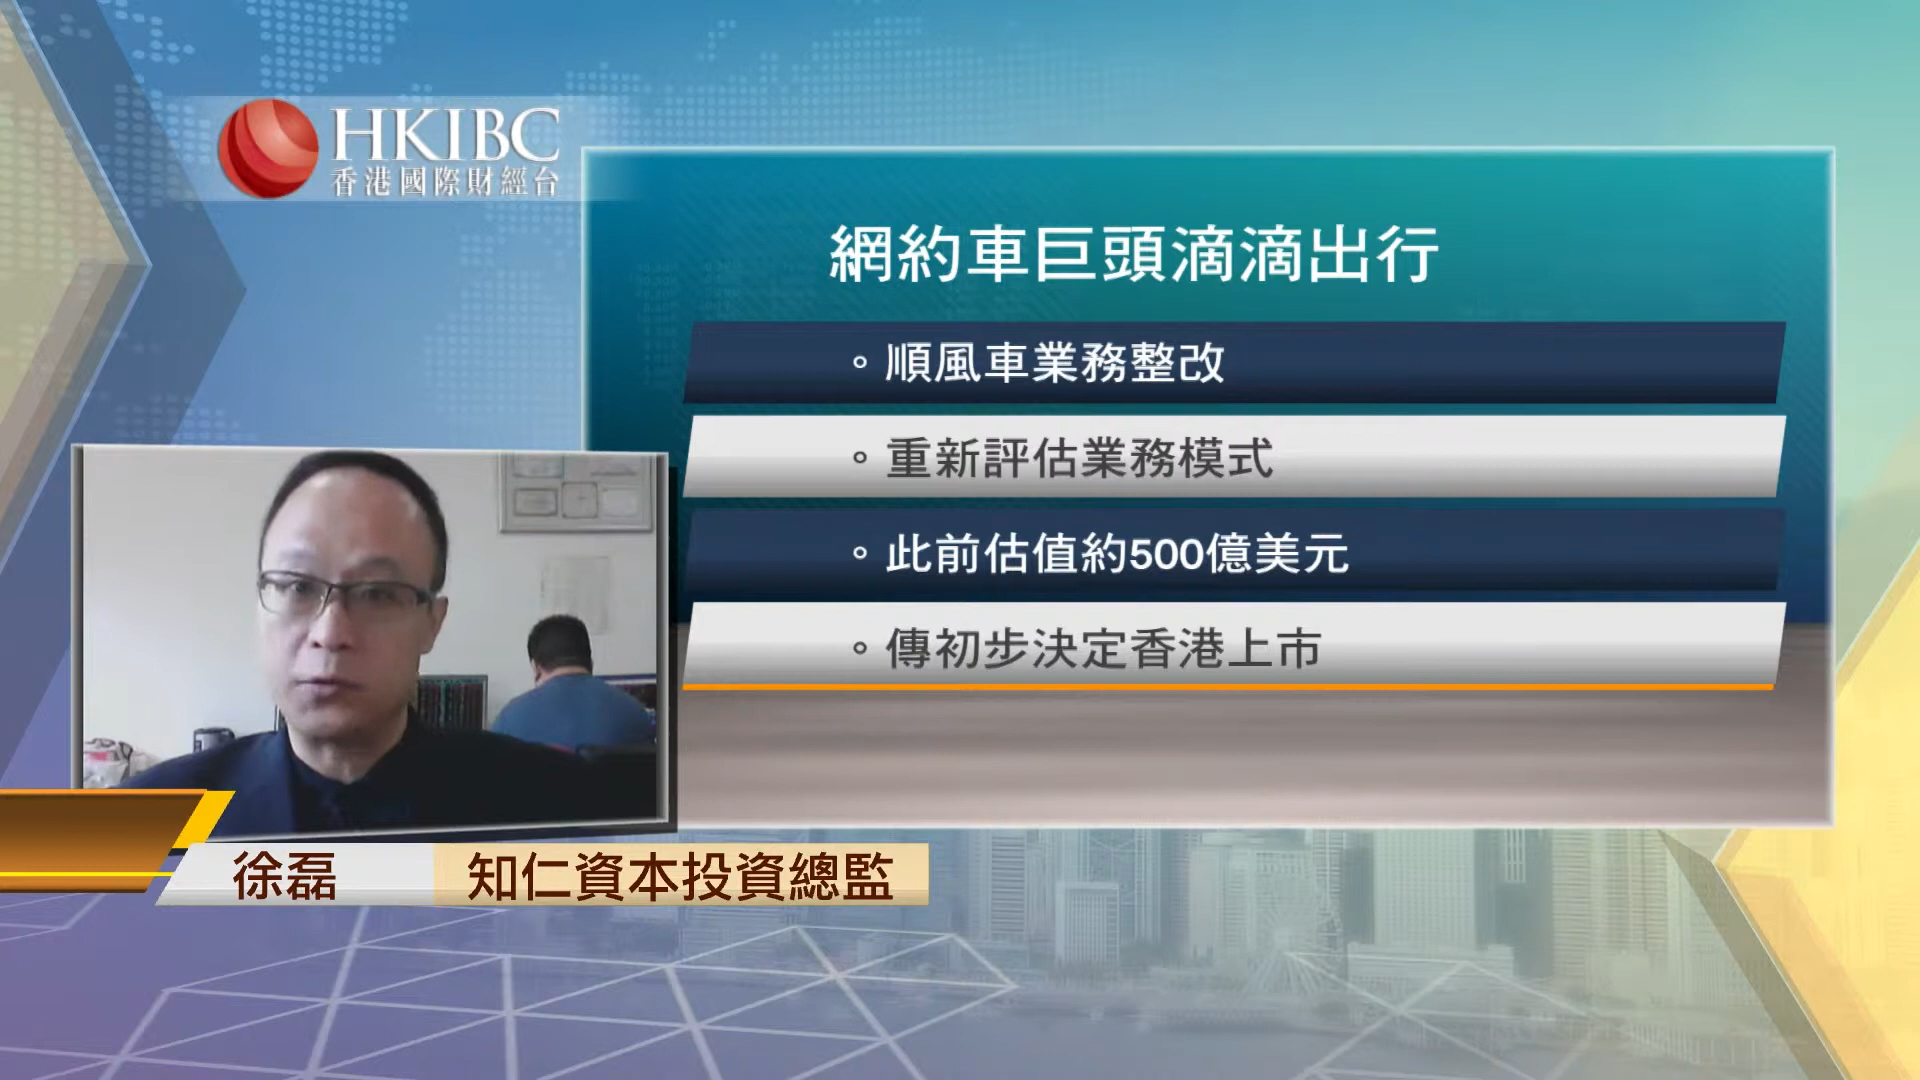 HKIBC
香港國際財經台
網約車巨頭滴滴出行
。順風車業務整改
。重新評估業務模式
。此前估值約500億美元
。傳初步決定香港上市
徐磊 知仁資本投資總監